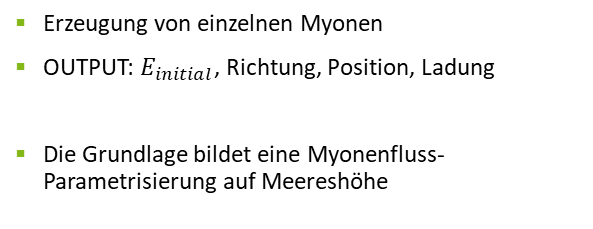 ▪ Erzeugung von einzelnen Myonen
▪ OUTPUT: E_initial, Richtung, Position, Ladung
▪ Die Grundlage bildet eine Myonenfluss-
Parametrisierung auf Meereshöhe